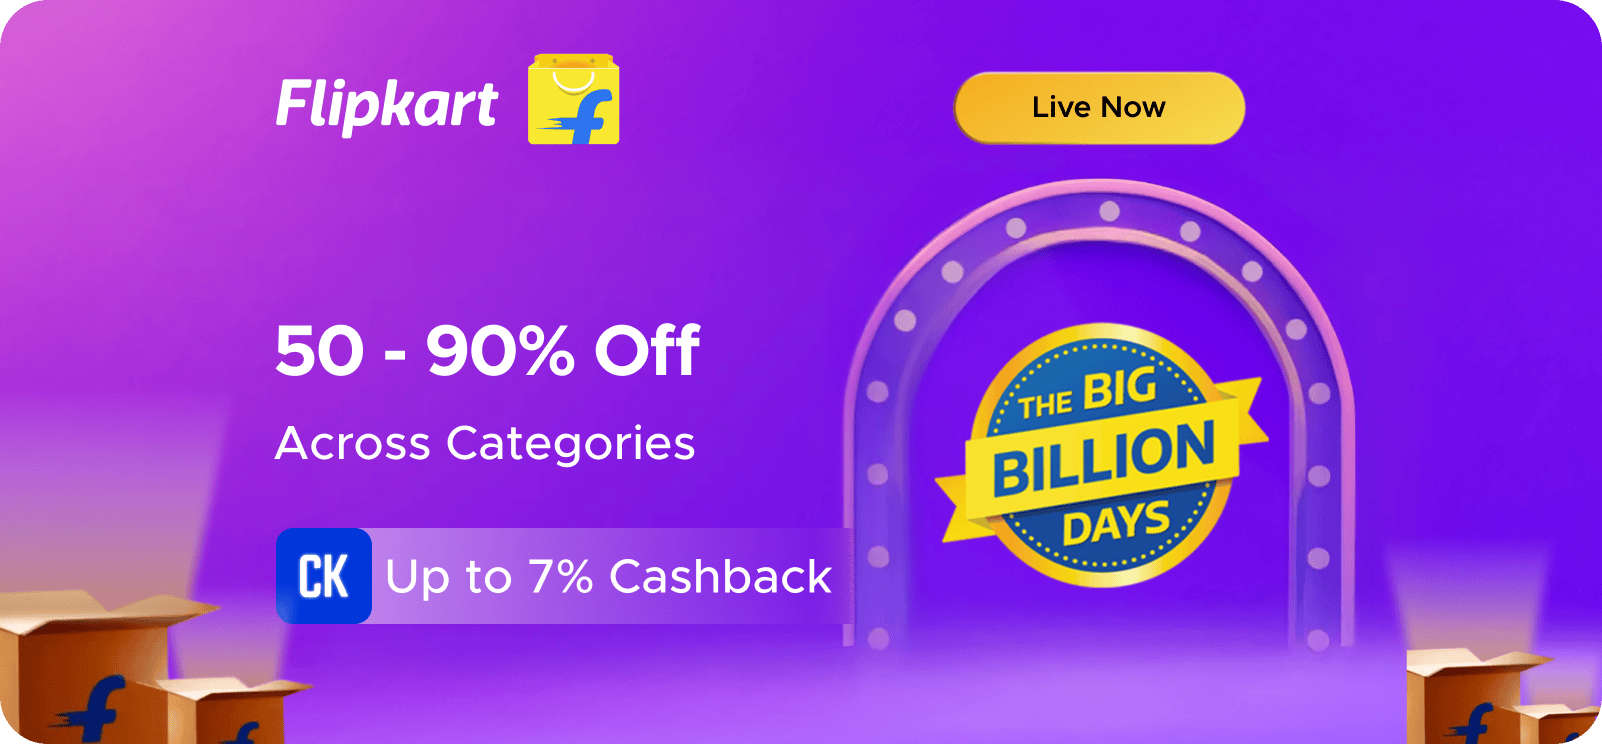 Flipkart
f
Live Now
50 - 90% Off
Across Categories
CK Up to 7% Cashback
THE BIG
BILLION
DAYS
f
f
f
f